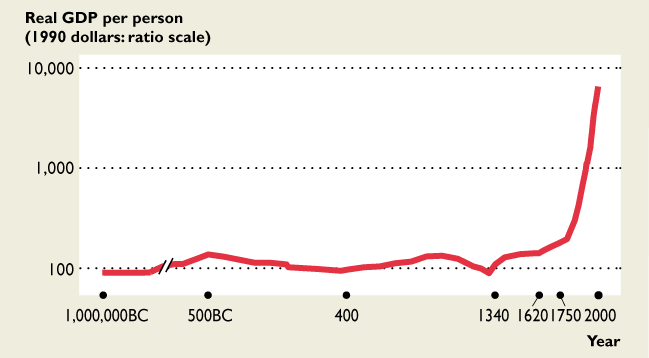 Real GDP per person
(1990 dollars: ratio scale)
10,000
1,000
100
1,000,000BC 500BC 400 1340 1620 1750 2000
Year